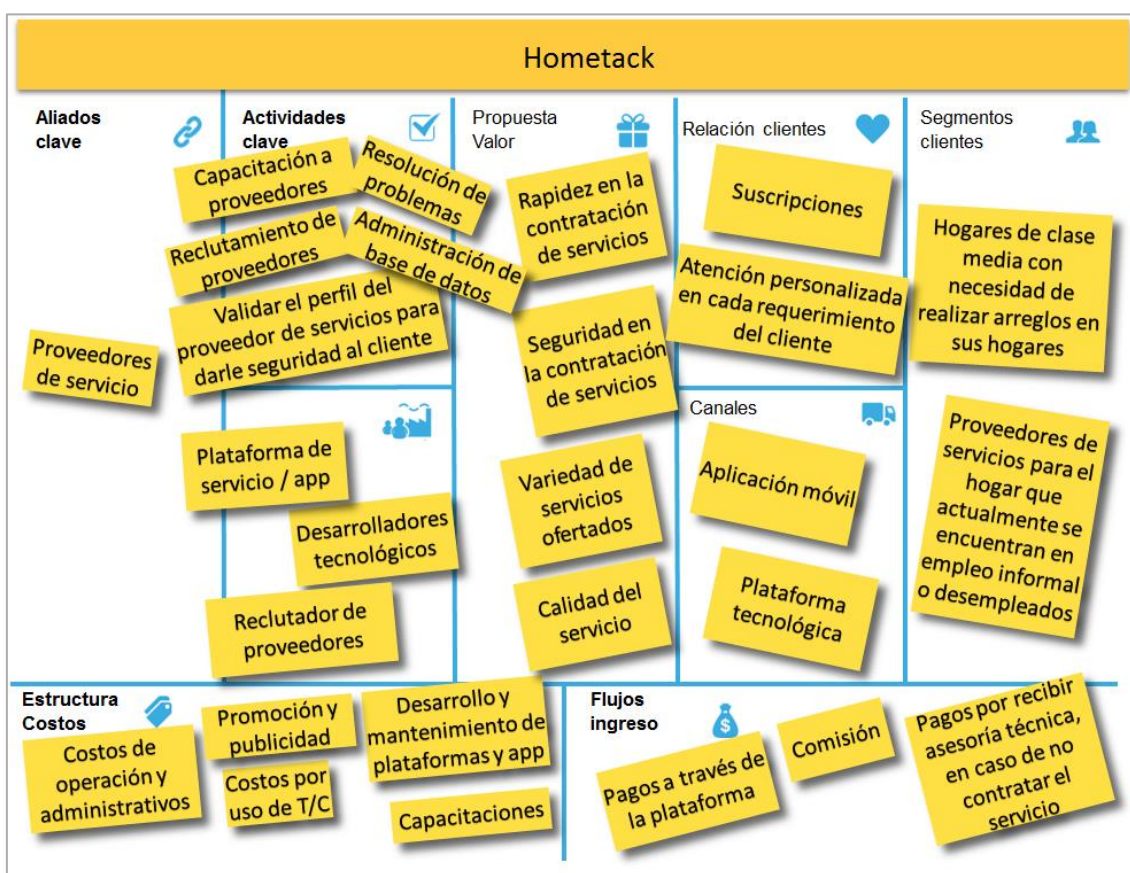 Hometack
Aliados
clave
Proveedores
de servicio
Actividades
clave
Capacitación a
proveedores
Resolución de
problemas
Reclutamiento de
proveedores
Administración de
base de datos
Validar el perfil del
proveedor de servicios para
darle seguridad al cliente
Plataforma de
servicio / app
Desarrolladores
tecnológicos
Reclutador de
proveedores
Propuesta
Valor
Rapidez en la
contratación
de servicios
Seguridad en
la contratación
de servicios
Variedad de
servicios
ofertados
Calidad del
servicio
Relación clientes
Suscripciones
Atención personalizada
en cada requerimiento
del cliente
Canales
Aplicación móvil
Plataforma
tecnológica
Segmentos
clientes
Hogares de clase
media con
necesidad de
realizar arreglos en
sus hogares
Proveedores de
servicios para el
hogar que
actualmente se
encuentran en
empleo informal
o desempleados
Estructura
Costos
Costos de
operación y
administrativos
Promoción y
publicidad
Costos por
uso de T/C
Desarrollo y
mantenimiento de
plataformas y app
Capacitaciones
Flujos
ingreso
$
Pagos a través de
la plataforma
Comisión
Pagos por recibir
asesoría técnica,
en caso de no
contratar el
servicio